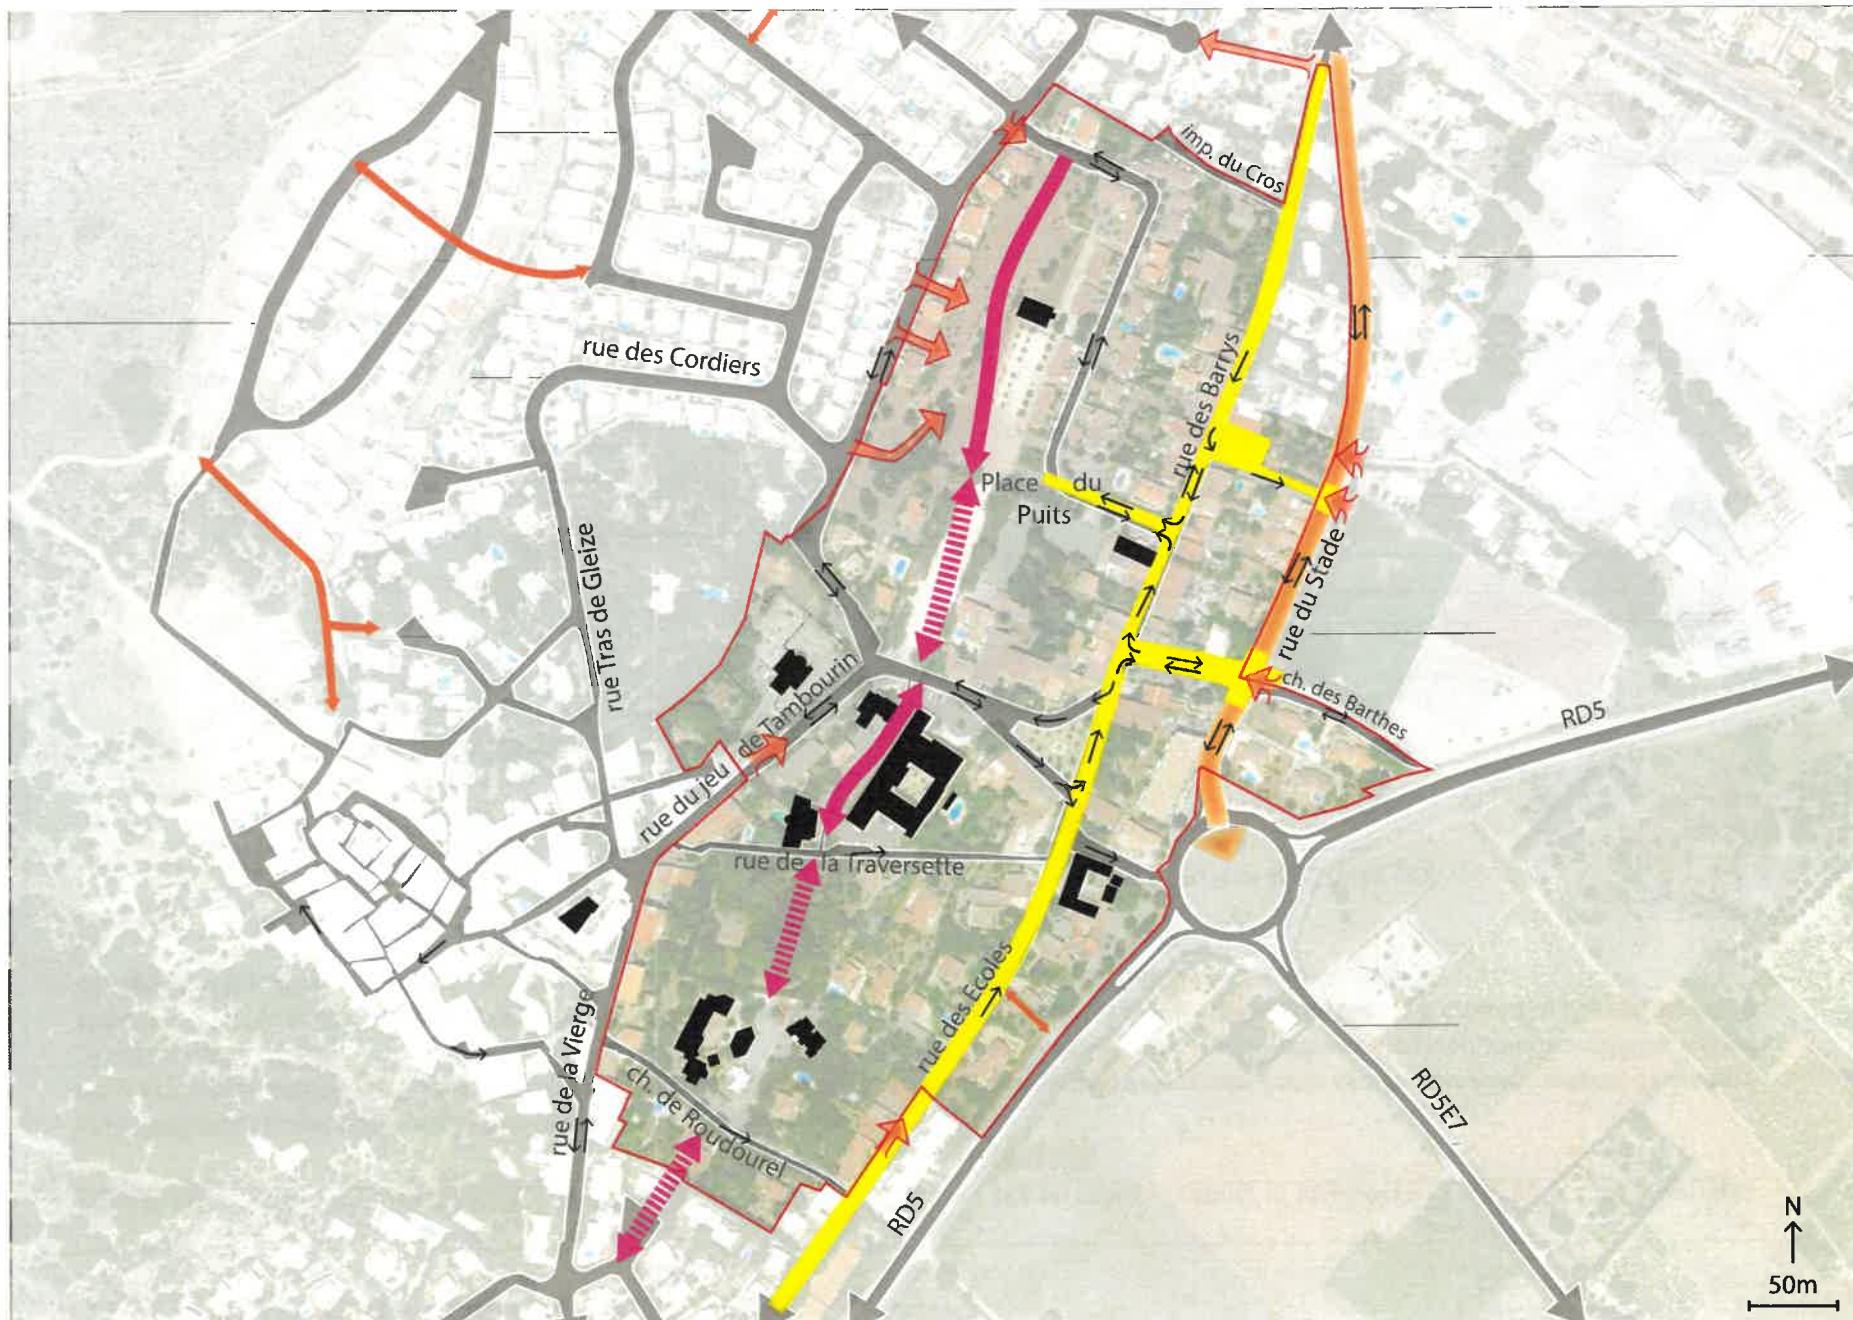 imp. du Cros
rue des Cordiers
rue des Barrys
Place du
Puits
rue Tras de Gleize
rue du Stade
ch. des Barthes
RD5
rue du jeu de Tambourin
rue de la Traversette
rue des Ecoles
rue de la Vierge
ch. de Roudourel
RD5
RD5E7
N
50m